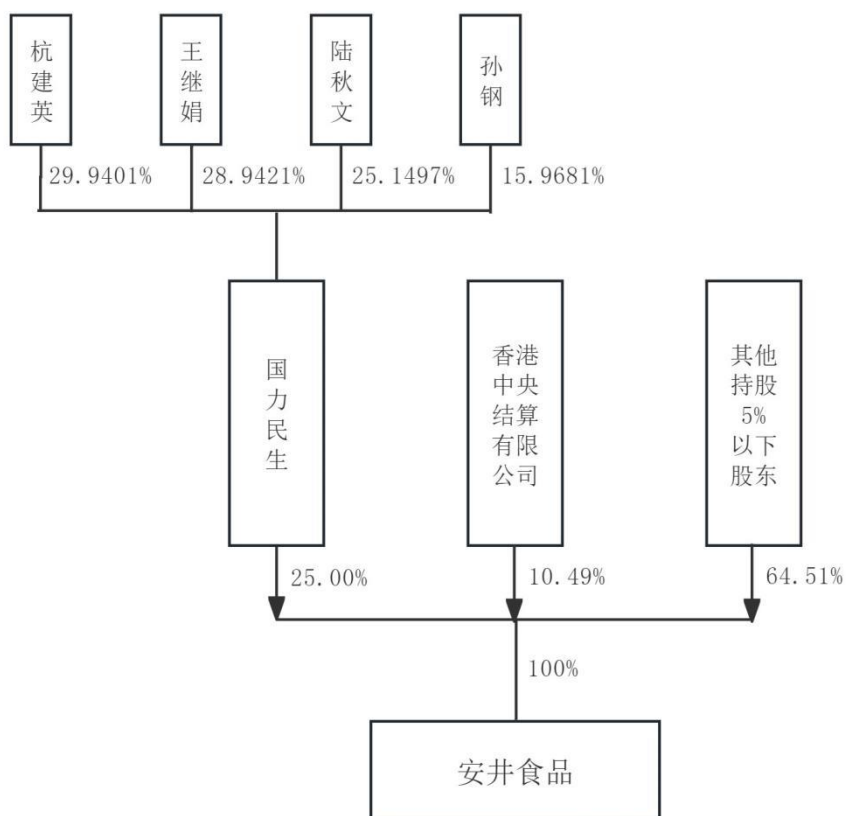 杭建英
王继娟
陆秋文
孙钢
29.9401%
28.9421%
25.1497%
15.9681%
国力民生
香港
中央
结算
有限
公司
其他
持股
5%
以下
股东
25.00%
10.49%
64.51%
100%
安井食品